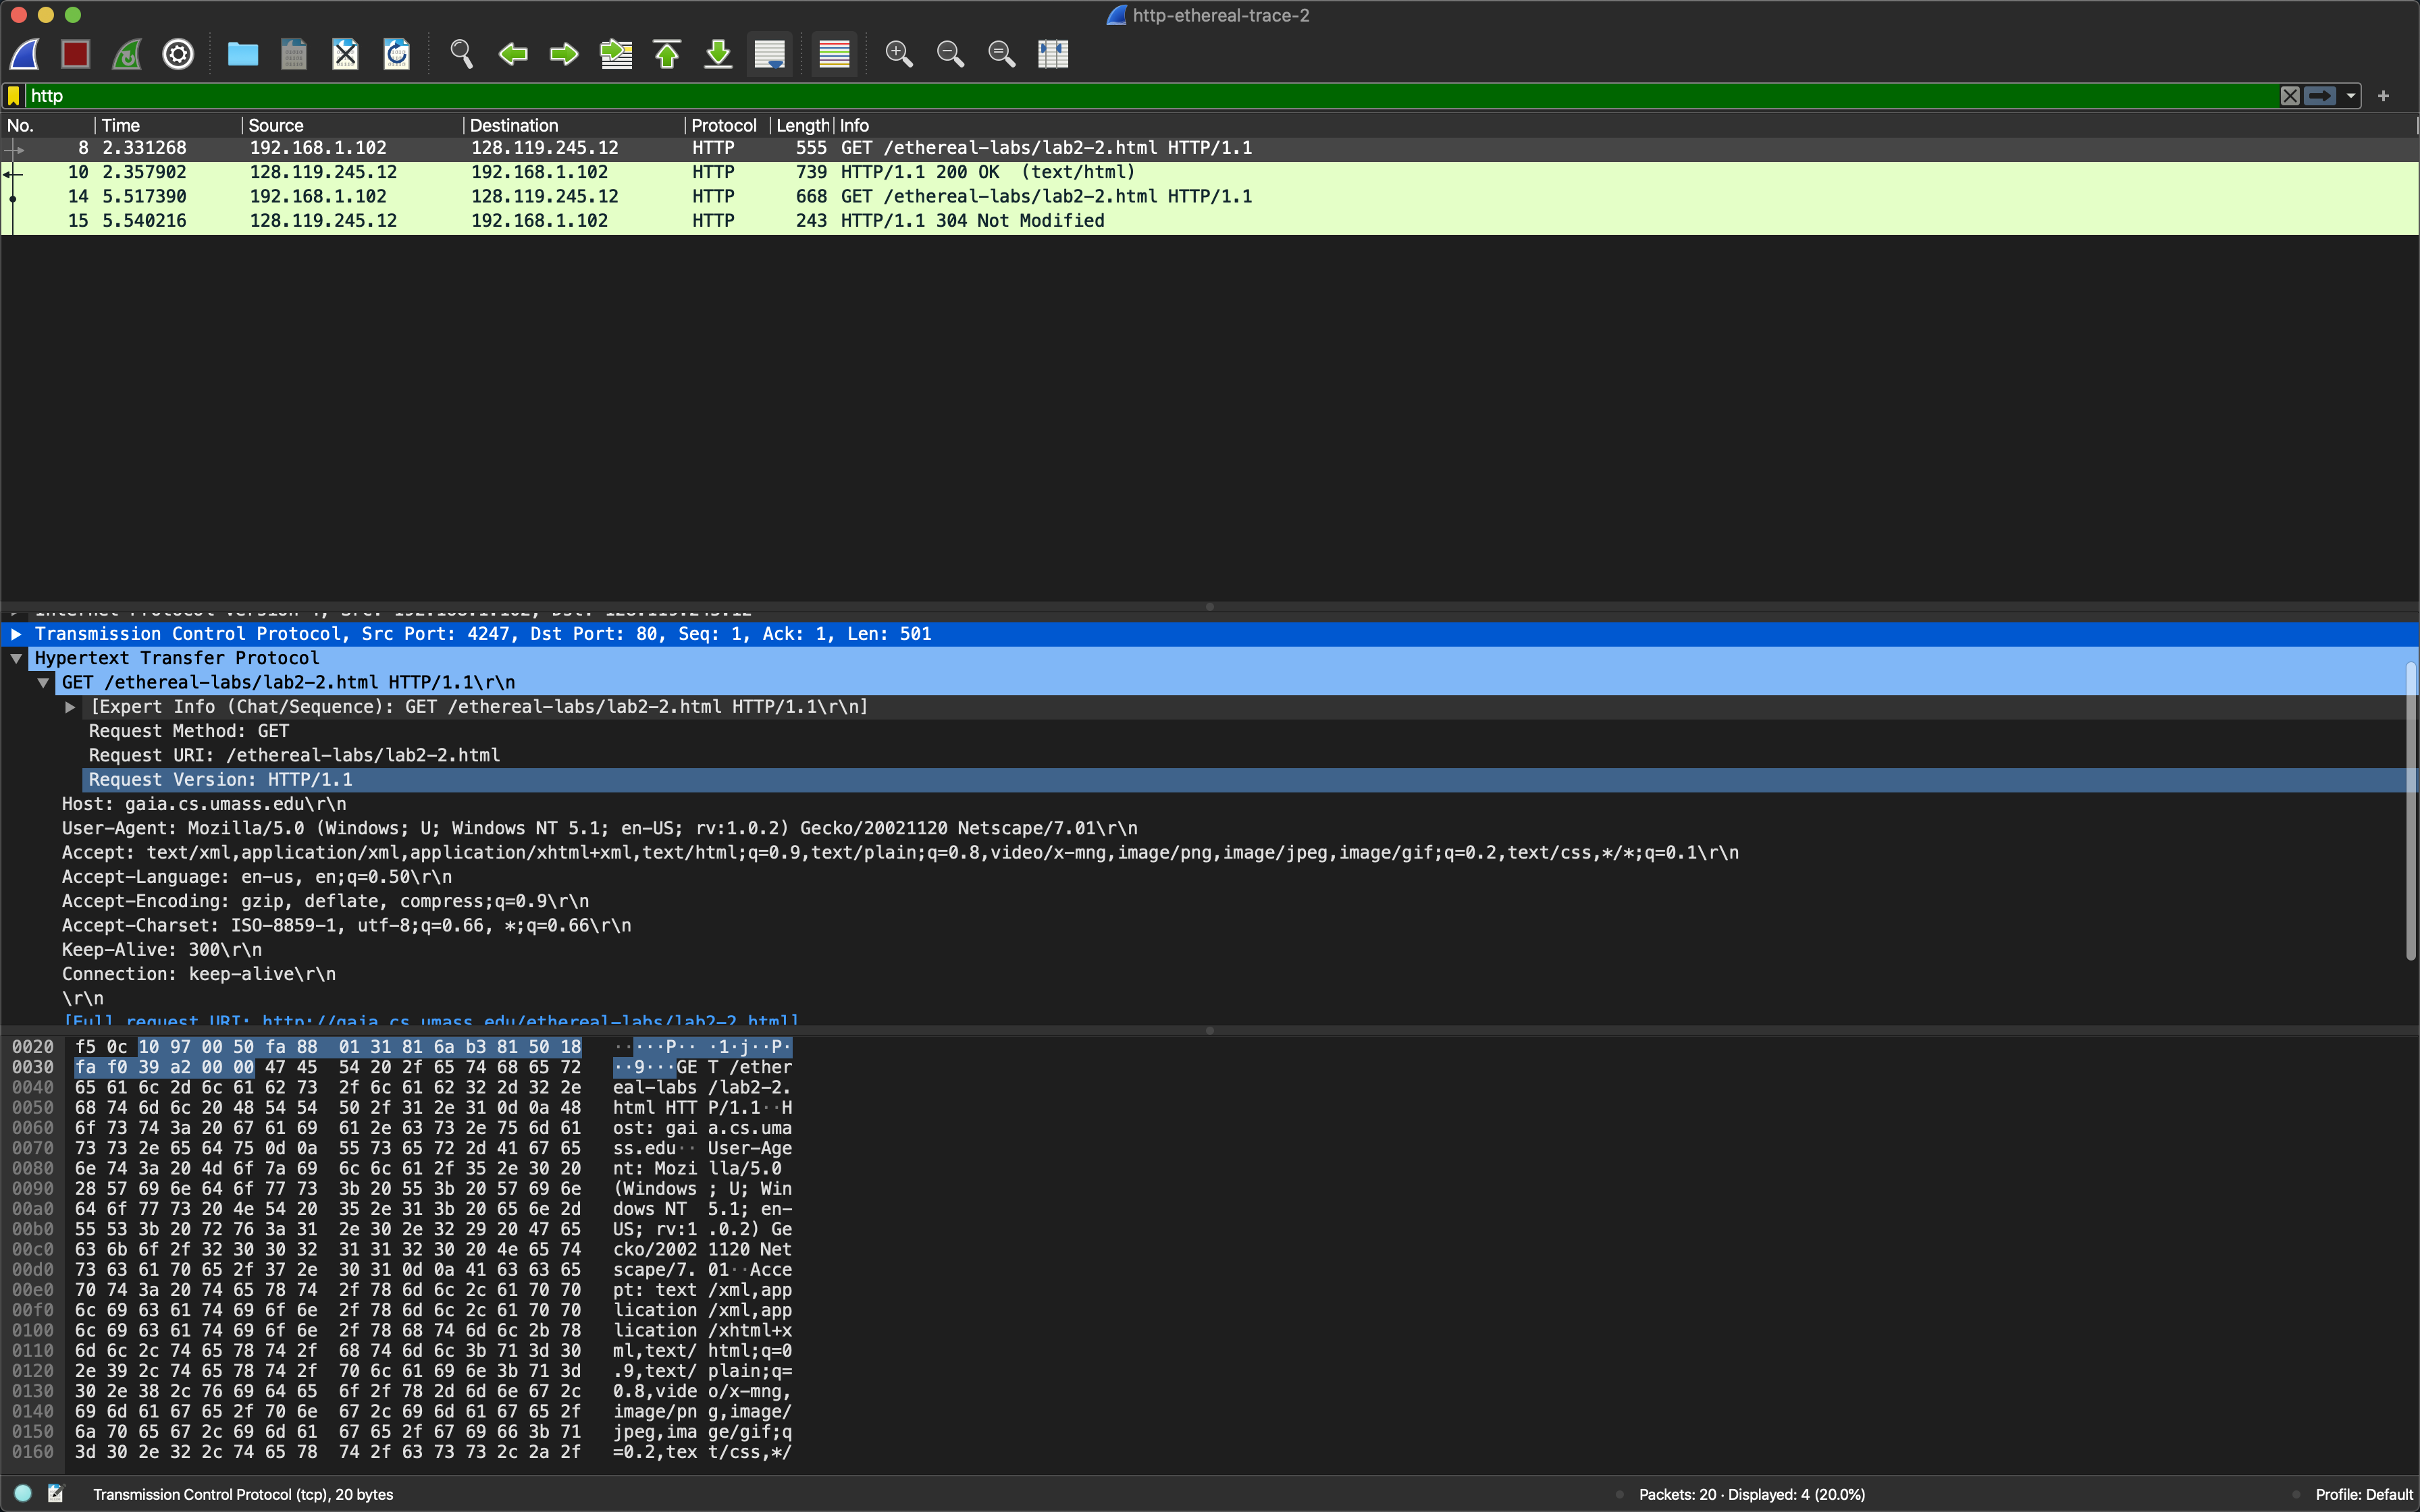 http-ethereal-trace-2
http
No. Time Source Destination Protocol Length Info
8 2.331268 192.168.1.102 128.119.245.12 HTTP 555 GET /ethereal-labs/lab2-2.html HTTP/1.1
10 2.357902 128.119.245.12 192.168.1.102 HTTP 739 HTTP/1.1 200 OK  (text/html)
14 5.517390 192.168.1.102 128.119.245.12 HTTP 668 GET /ethereal-labs/lab2-2.html HTTP/1.1
15 5.540216 128.119.245.12 192.168.1.102 HTTP 243 HTTP/1.1 304 Not Modified
Internet Protocol Version 4, Src: 192.168.1.102, Dst: 128.119.245.12
Transmission Control Protocol, Src Port: 4247, Dst Port: 80, Seq: 1, Ack: 1, Len: 501
Hypertext Transfer Protocol
GET /ethereal-labs/lab2-2.html HTTP/1.1\r\n
[Expert Info (Chat/Sequence): GET /ethereal-labs/lab2-2.html HTTP/1.1\r\n]
Request Method: GET
Request URI: /ethereal-labs/lab2-2.html
Request Version: HTTP/1.1
Host: gaia.cs.umass.edu\r\n
User-Agent: Mozilla/5.0 (Windows; U; Windows NT 5.1; en-US; rv:1.0.2) Gecko/20021120 Netscape/7.01\r\n
Accept: text/xml,application/xml,application/xhtml+xml,text/html;q=0.9,text/plain;q=0.8,video/x-mng,image/png,image/jpeg,image/gif;q=0.2,text/css,*/*;q=0.1\r\n
Accept-Language: en-us, en;q=0.50\r\n
Accept-Encoding: gzip, deflate, compress;q=0.9\r\n
Accept-Charset: ISO-8859-1, utf-8;q=0.66, *;q=0.66\r\n
Keep-Alive: 300\r\n
Connection: keep-alive\r\n
\r\n
[Full request URI: http://gaia.cs.umass.edu/ethereal-labs/lab2-2.html]
0020 f5 0c 10 97 00 50 fa 88 01 31 81 6a b3 81 50 18 ·····P·· ·1·j··P·
0030 fa f0 39 a2 00 00 47 45 54 20 2f 65 74 68 65 72 ··9···GE T /ether
0040 65 61 6c 2d 6c 61 62 73 2f 6c 61 62 32 2d 32 2e eal-labs /lab2-2.
0050 68 74 6d 6c 20 48 54 54 50 2f 31 2e 31 0d 0a 48 html HTT P/1.1··H
0060 6f 73 74 3a 20 67 61 69 61 2e 63 73 2e 75 6d 61 ost: gai a.cs.uma
0070 73 73 2e 65 64 75 0d 0a 55 73 65 72 2d 41 67 65 ss.edu·· User-Age
0080 6e 74 3a 20 4d 6f 7a 69 6c 6c 61 2f 35 2e 30 20 nt: Mozi lla/5.0
0090 28 57 69 6e 64 6f 77 73 3b 20 55 3b 20 57 69 6e (Windows ; U; Win
00a0 64 6f 77 73 20 4e 54 20 35 2e 31 3b 20 65 6e 2d dows NT  5.1; en-
00b0 55 53 3b 20 72 76 3a 31 2e 30 2e 32 29 20 47 65 US; rv:1 .0.2) Ge
00c0 63 6b 6f 2f 32 30 30 32 31 31 32 30 20 4e 65 74 cko/2002 1120 Net
00d0 73 63 61 70 65 2f 37 2e 30 31 0d 0a 41 63 63 65 scape/7. 01··Acce
00e0 70 74 3a 20 74 65 78 74 2f 78 6d 6c 2c 61 70 70 pt: text /xml,app
00f0 6c 69 63 61 74 69 6f 6e 2f 78 6d 6c 2c 61 70 70 lication /xml,app
0100 6c 69 63 61 74 69 6f 6e 2f 78 68 74 6d 6c 2b 78 lication /xhtml+x
0110 6d 6c 2c 74 65 78 74 2f 68 74 6d 6c 3b 71 3d 30 ml,text/ html;q=0
0120 2e 39 2c 74 65 78 74 2f 70 6c 61 69 6e 3b 71 3d .9,text/ plain;q=
0130 30 2e 38 2c 76 69 64 65 6f 2f 78 2d 6d 6e 67 2c 0.8,vide o/x-mng,
0140 69 6d 61 67 65 2f 70 6e 67 2c 69 6d 61 67 65 2f image/pn g,image/
0150 6a 70 65 67 2c 69 6d 61 67 65 2f 67 69 66 3b 71 jpeg,ima ge/gif;q
0160 3d 30 2e 32 2c 74 65 78 74 2f 63 73 73 2c 2a 2f =0.2,tex t/css,*/
Transmission Control Protocol (tcp), 20 bytes
Packets: 20 · Displayed: 4 (20.0%)
Profile: Default